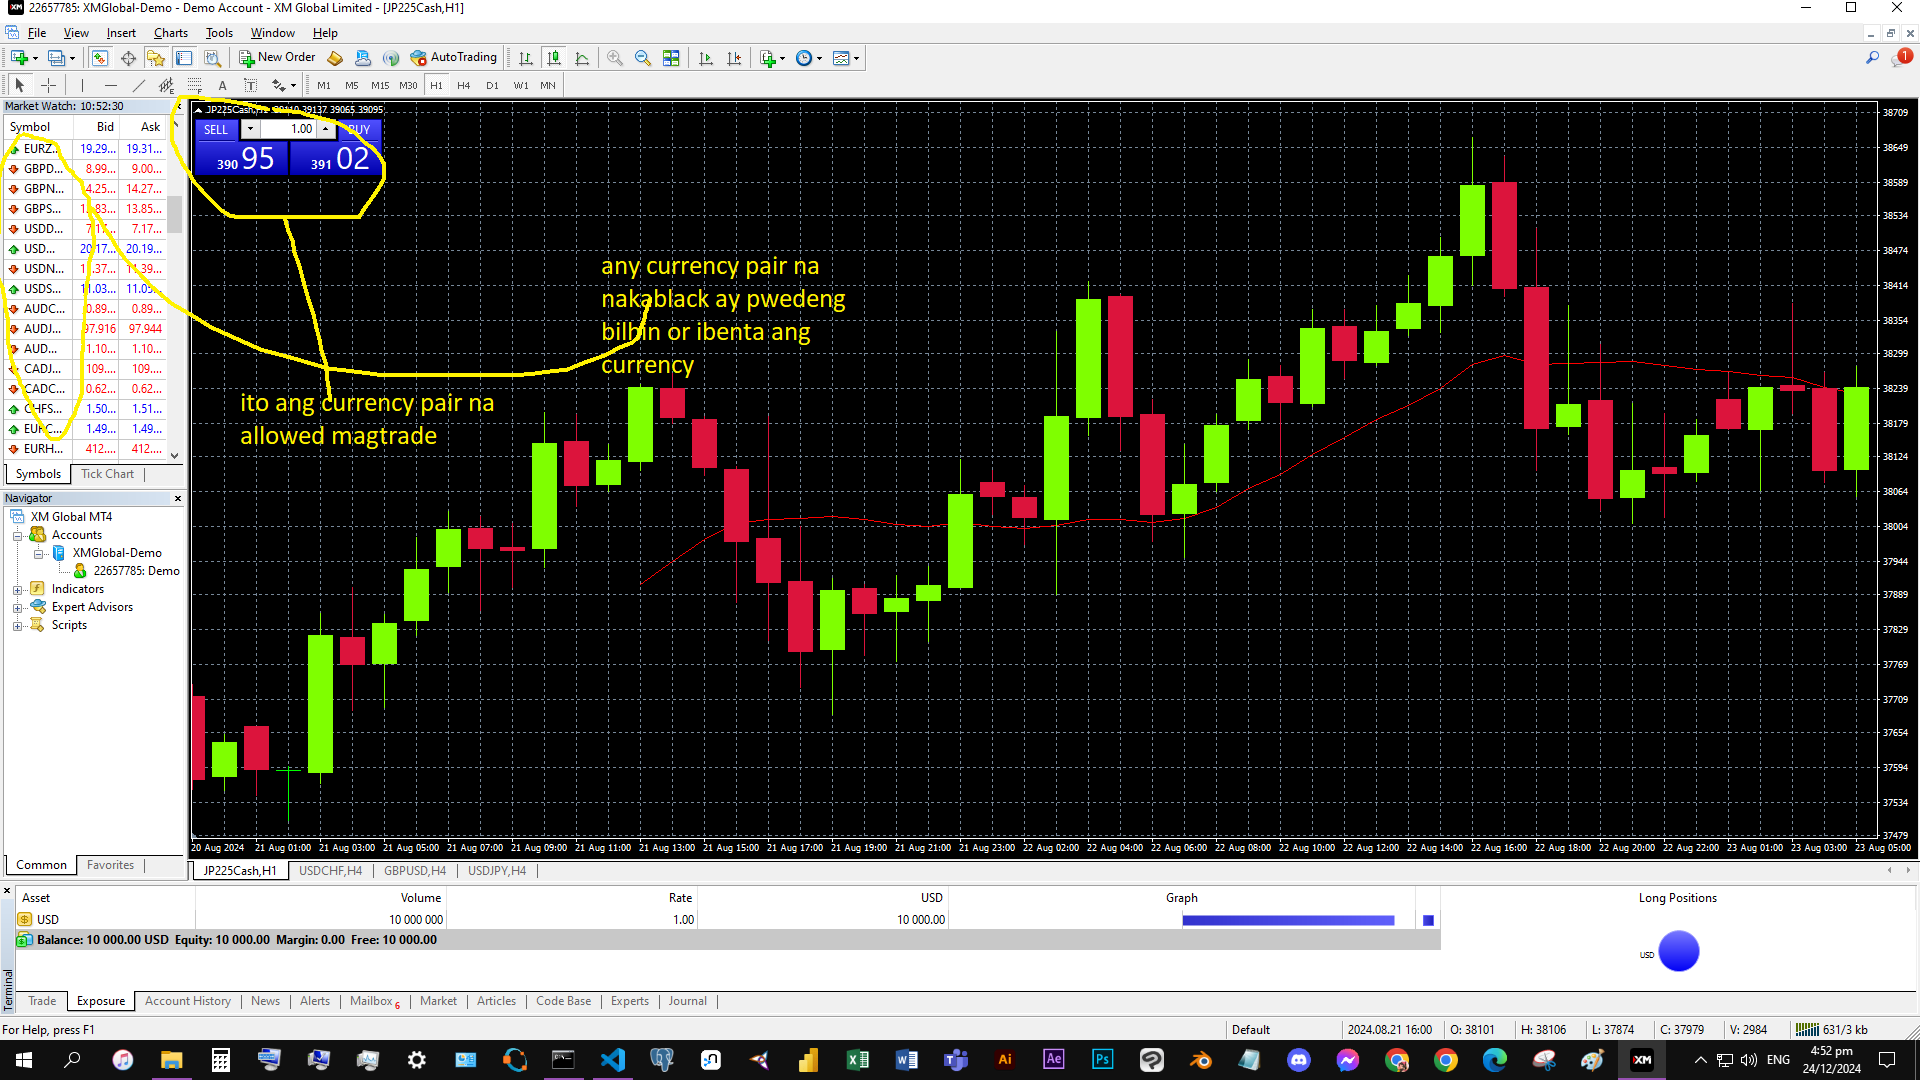 22657785: XMGlobal-Demo - Demo Account - XM Global Limited - [JP225Cash,H1]
File View Insert Charts Tools Window Help
New Order AutoTrading
M1 M5 M15 M30 H1 H4 D1 W1 MN
Market Watch: 10:52:30
Symbol Bid Ask
EURZ... 19.29... 19.31...
GBPD... 8.99... 9.00...
GBPN... 14.27...
GBPS... 13.85...
USDD... 7.17...
USD... 20.17... 20.19...
USDN... 11.39...
USDS... 11.03... 11.05...
AUDC... 0.89... 0.89...
AUDJ... 97.916 97.944
AUD... 1.10... 1.10...
CADJ... 109.... 109....
CADC... 0.62... 0.62...
CHFS... 1.50... 1.51...
EURC... 1.49... 1.49...
EURH... 412.... 412....
Symbols Tick Chart
Navigator
XM Global MT4
Accounts
XMGlobal-Demo
22657785: Demo
Indicators
Expert Advisors
Scripts
Common Favorites
JP225Cash,H1 39110 39137 39065 39095
SELL 1.00 BUY
390 95 391 02
any currency pair na
nakablack ay pwedeng
bilhin or ibenta ang
currency
ito ang currency pair na
allowed magtrade
38709
38649
38589
38534
38474
38414
38354
38299
38239
38179
38124
38064
38004
37944
37889
37829
37769
37709
37654
37594
37534
37479
20 Aug 2024 21 Aug 01:00 21 Aug 03:00 21 Aug 05:00 21 Aug 07:00 21 Aug 09:00 21 Aug 11:00 21 Aug 13:00 21 Aug 15:00 21 Aug 17:00 21 Aug 19:00 21 Aug 21:00 21 Aug 23:00 22 Aug 02:00 22 Aug 04:00 22 Aug 06:00 22 Aug 08:00 22 Aug 10:00 22 Aug 12:00 22 Aug 14:00 22 Aug 16:00 22 Aug 18:00 22 Aug 20:00 22 Aug 22:00 23 Aug 01:00 23 Aug 03:00 23 Aug 05:00
JP225Cash,H1 USDCHF,H4 GBPUSD,H4 USDJPY,H4
Asset Volume Rate USD Graph Long Positions
USD 10 000 000 1.00 10 000.00
Balance: 10 000.00 USD Equity: 10 000.00 Margin: 0.00 Free: 10 000.00
USD
Terminal
Trade Exposure Account History News Alerts Mailbox 6 Market Articles Code Base Experts Journal
For Help, press F1 Default 2024.08.21 16:00 O: 38101 H: 38106 L: 37874 C: 37979 V: 2984 631/3 kb
ENG 4:52 pm
24/12/2024